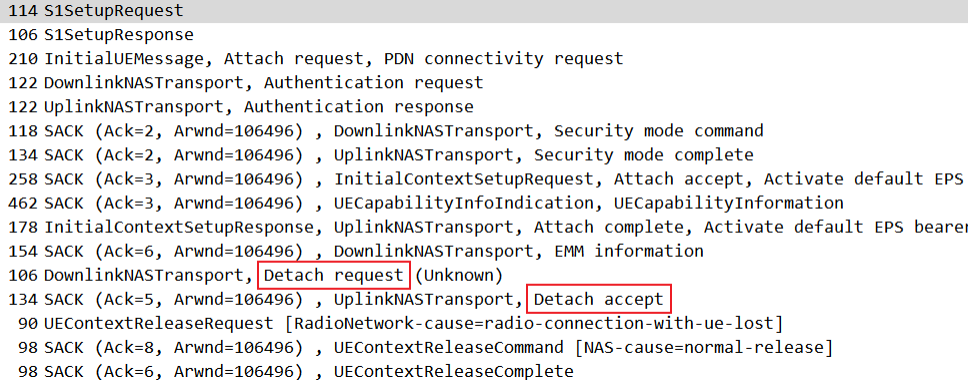 114 S1SetupRequest
106 S1SetupResponse
210 InitialUEMessage, Attach request, PDN connectivity request
122 DownlinkNASTransport, Authentication request
122 UplinkNASTransport, Authentication response
118 SACK (Ack=2, Arwnd=106496) , DownlinkNASTransport, Security mode command
134 SACK (Ack=2, Arwnd=106496) , UplinkNASTransport, Security mode complete
258 SACK (Ack=3, Arwnd=106496) , InitialContextSetupRequest, Attach accept, Activate default EPS
462 SACK (Ack=3, Arwnd=106496) , UECapabilityInfoIndication, UECapabilityInformation
178 InitialContextSetupResponse, UplinkNASTransport, Attach complete, Activate default EPS bearer
154 SACK (Ack=6, Arwnd=106496) , DownlinkNASTransport, EMM information
106 DownlinkNASTransport, Detach request (Unknown)
134 SACK (Ack=5, Arwnd=106496) , UplinkNASTransport, Detach accept
90 UEContextReleaseRequest [RadioNetwork-cause=radio-connection-with-ue-lost]
98 SACK (Ack=8, Arwnd=106496) , UEContextReleaseCommand [NAS-cause=normal-release]
98 SACK (Ack=6, Arwnd=106496) , UEContextReleaseComplete